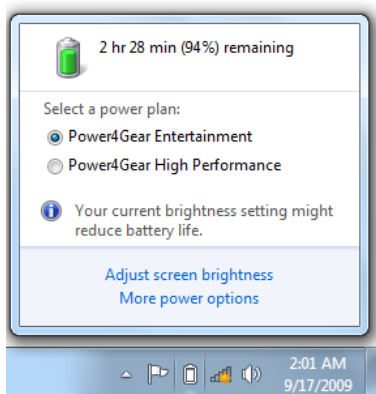 2 hr 28 min (94%) remaining
Select a power plan:
Power4Gear Entertainment
Power4Gear High Performance
Your current brightness setting might
reduce battery life.
Adjust screen brightness
More power options
2:01 AM
9/17/2009